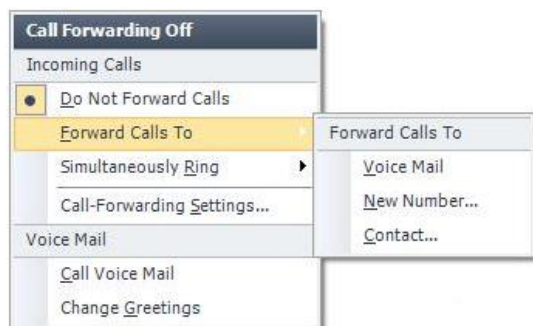 Call Forwarding Off
Incoming Calls
Do Not Forward Calls
Forward Calls To
Simultaneously Ring
Call-Forwarding Settings...
Voice Mail
Call Voice Mail
Change Greetings
Forward Calls To
Voice Mail
New Number...
Contact...